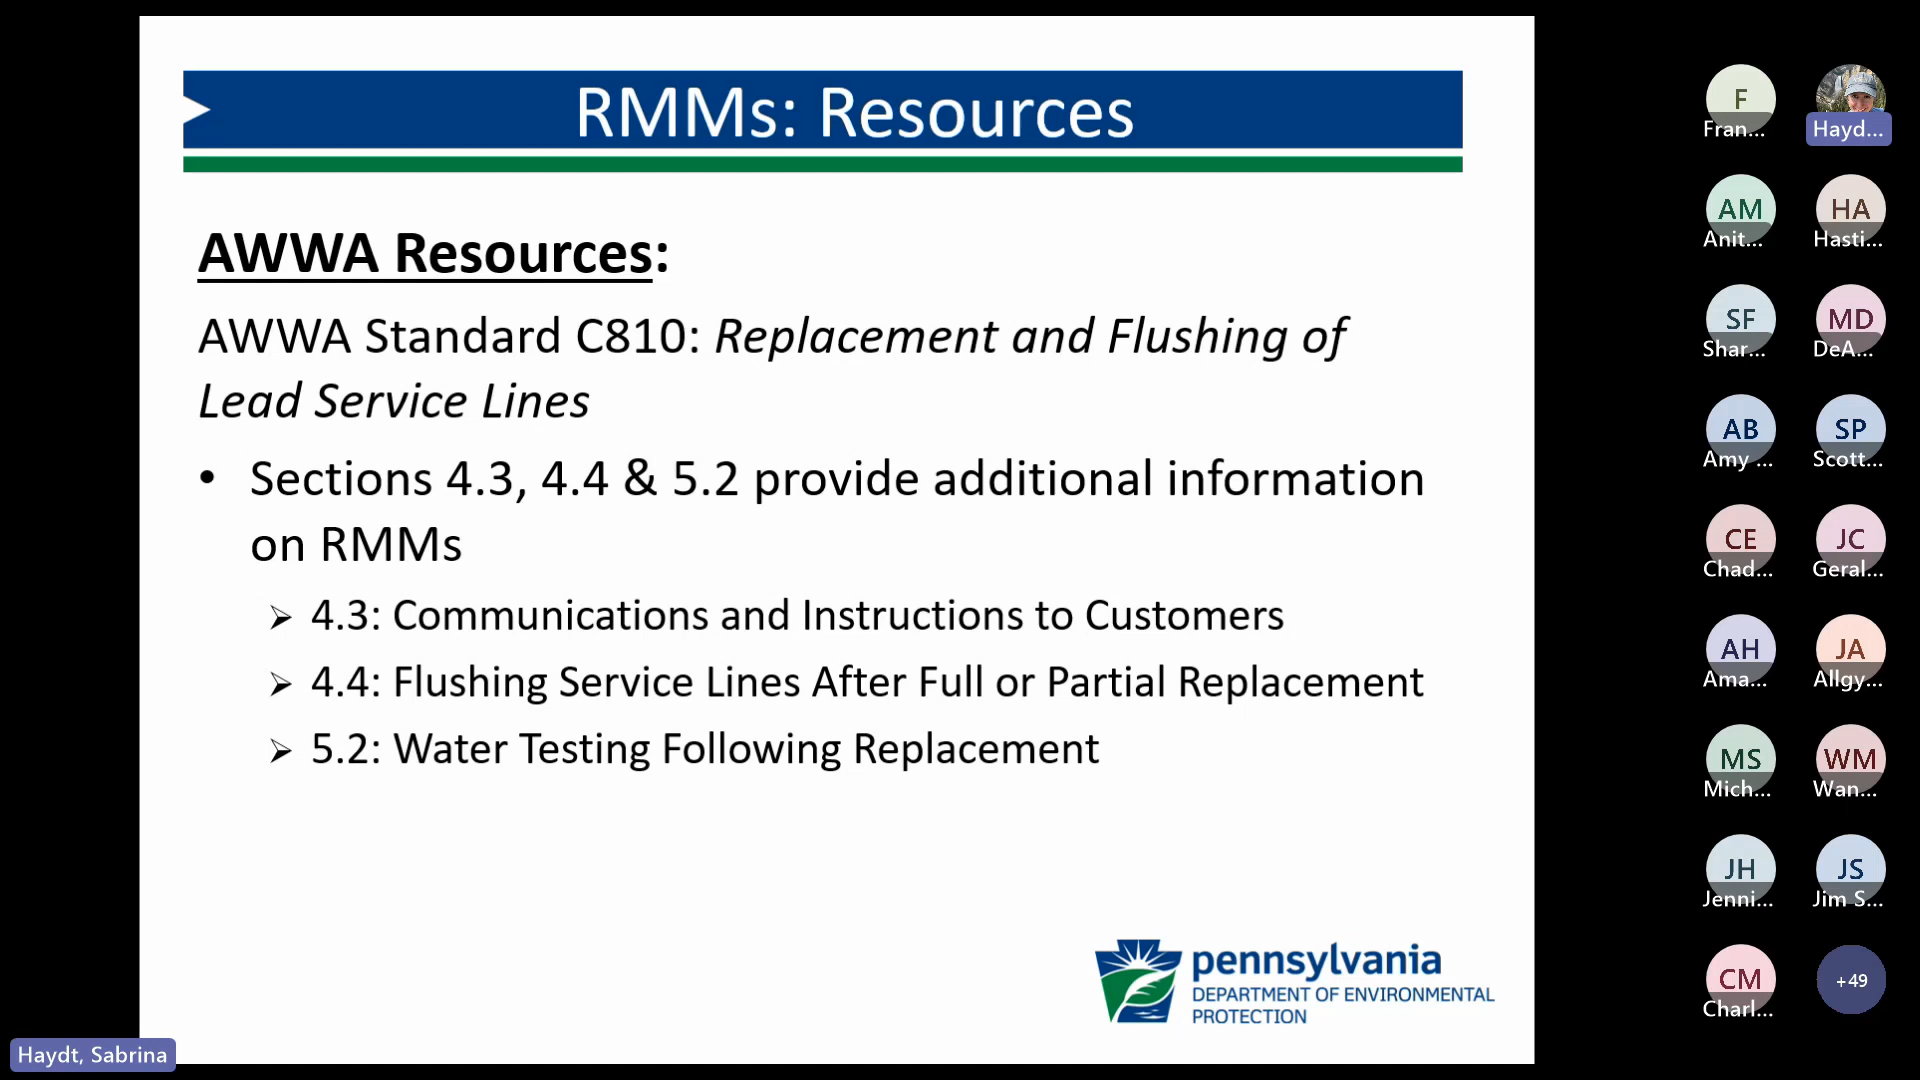 RMMs: Resources
AWWA Resources:
AWWA Standard C810: Replacement and Flushing of
Lead Service Lines
• Sections 4.3, 4.4 & 5.2 provide additional information
on RMMs
➢ 4.3: Communications and Instructions to Customers
➢ 4.4: Flushing Service Lines After Full or Partial Replacement
➢ 5.2: Water Testing Following Replacement
pennsylvania
DEPARTMENT OF ENVIRONMENTAL
PROTECTION
Haydt, Sabrina
F
Fran...
Hayd...
AM
Anit...
HA
Hasti...
SF
Shar...
MD
DeA...
AB
Amy ...
SP
Scott...
CE
Chad...
JC
Geral...
AH
Ama...
JA
Allgy...
MS
Mich...
WM
Wan...
JH
Jenni...
JS
Jim S...
CM
Charl...
+49